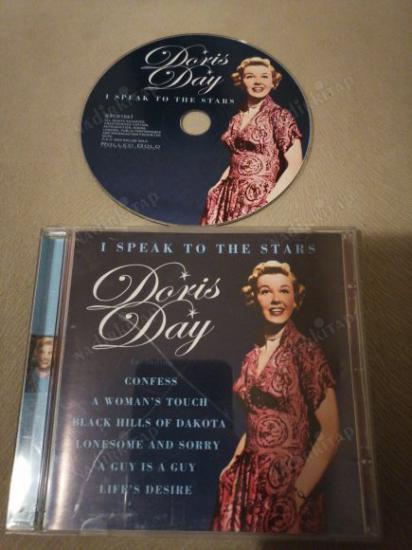 Doris
Day
I SPEAK TO THE STARS
I SPEAK TO THE STARS
Doris
Day
CONFESS
A WOMAN'S TOUCH
BLACK HILLS OF DAKOTA
LONESOME AND SORRY
A GUY IS A GUY
LIFE'S DESIRE
NadirKitap